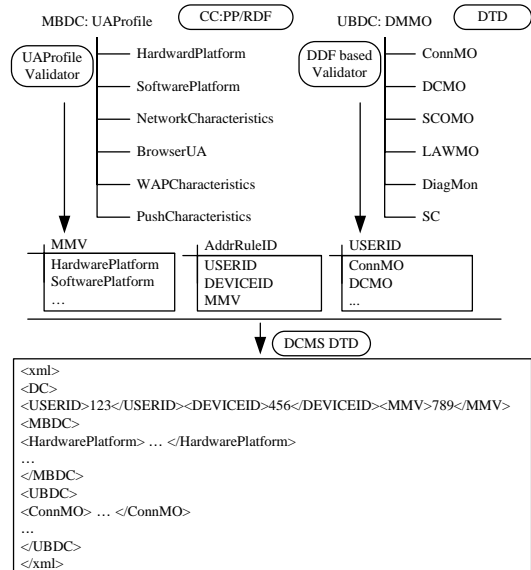 MBDC: UAProfile
CC:PP/RDF
UBDC: DMMO
DTD
UAProfile
Validator
HardwardPlatform
SoftwarePlatform
NetworkCharacteristics
BrowserUA
WAPCharacteristics
PushCharacteristics
DDF based
Validator
ConnMO
DCMO
SCOMO
LAWMO
DiagMon
SC
MMV
HardwarePlatform
SoftwarePlatform
…
AddrRuleID
USERID
DEVICEID
MMV
USERID
ConnMO
DCMO
...
DCMS DTD
<xml>
<DC>
<USERID>123</USERID><DEVICEID>456</DEVICEID><MMV>789</MMV>
<MBDC>
<HardwarePlatform> … </HardwarePlatform>
…
</MBDC>
<UBDC>
<ConnMO> … </ConnMO>
…
</UBDC>
</xml>